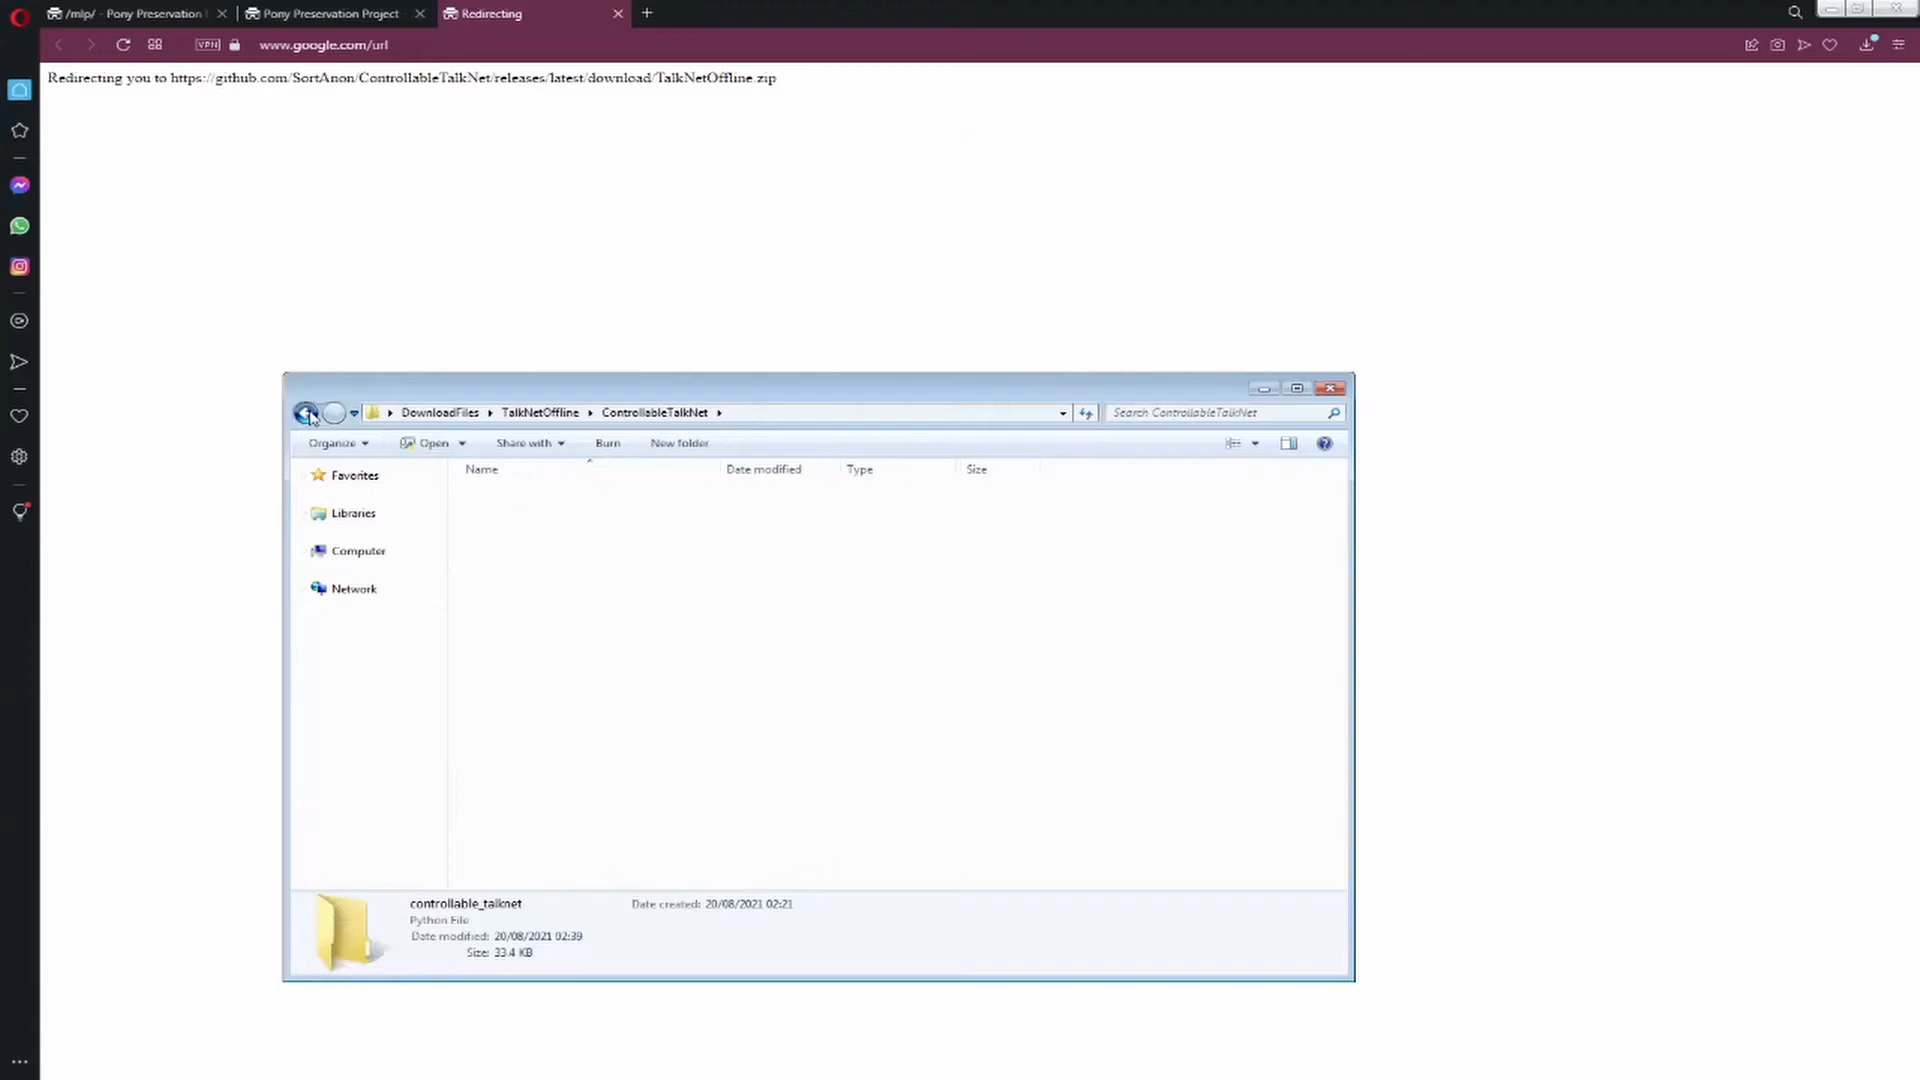 /mlp/ - Pony Preservation
Pony Preservation Project
Redirecting
VPN
www.google.com/url
Redirecting you to https://github.com/SortAnon/ControllableTalkNet/releases/latest/download/TalkNetOffline.zip
DownloadFiles
TalkNetOffline
ControllableTalkNet
Search ControllableTalkNet
Organize
Open
Share with
Burn
New folder
Name
Date modified
Type
Size
Favorites
Libraries
Computer
Network
controllable_talknet
Date created: 20/08/2021 02:21
Python File
Date modified: 20/08/2021 02:39
Size: 33.4 KB